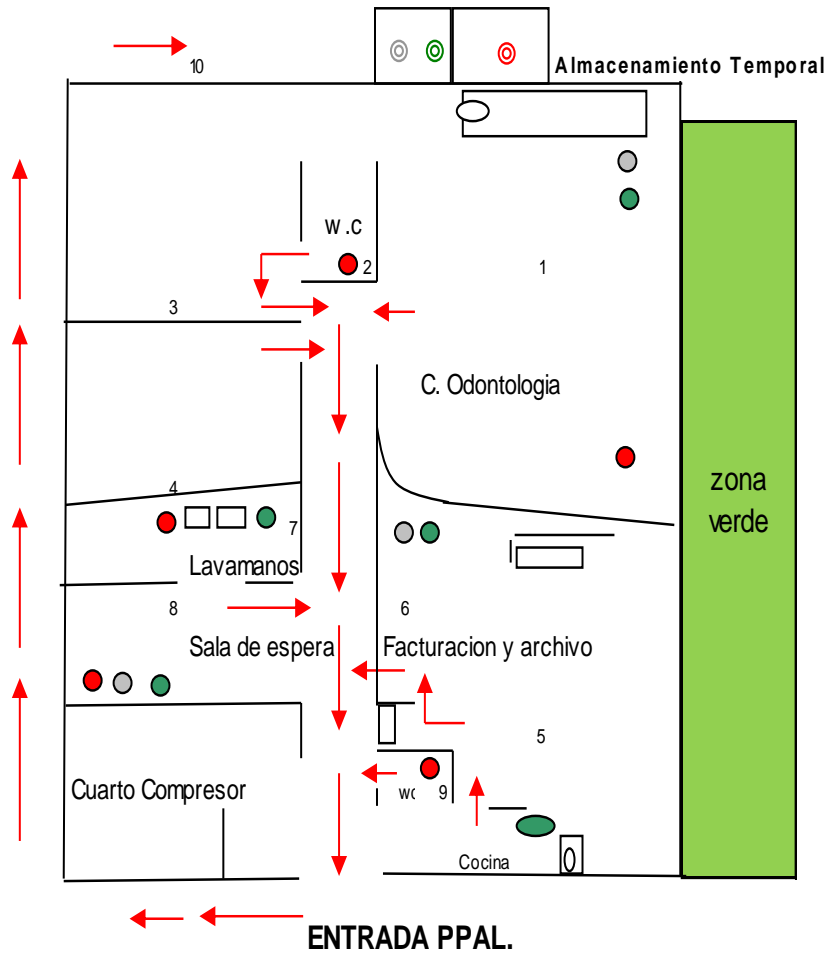 10
Almacenamiento Temporal
w.c
2
1
3
C. Odontologia
zona
verde
4
7
Lavamanos
8
6
Sala de espera
Facturacion y archivo
5
Cuarto Compresor
wc
9
Cocina
ENTRADA PPAL.